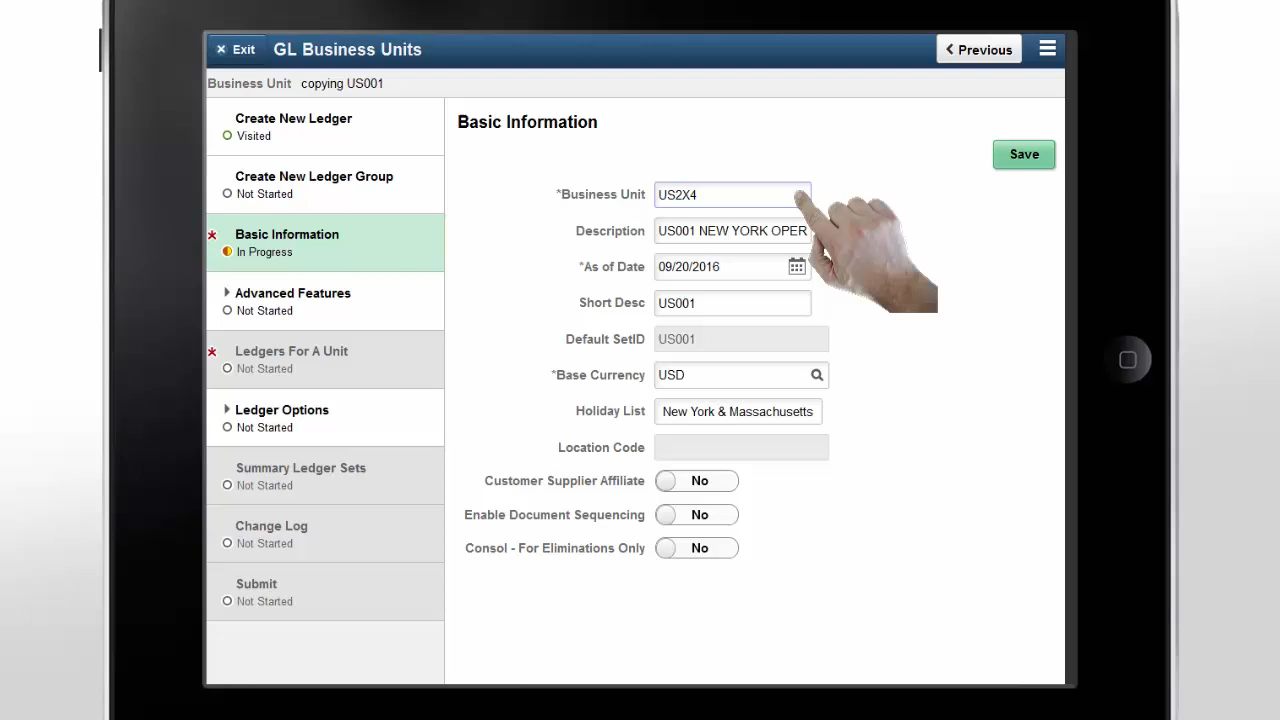 Exit
GL Business Units
Previous
Business Unit copying US001
Create New Ledger
Visited
Create New Ledger Group
Not Started
* Basic Information
In Progress
Advanced Features
Not Started
* Ledgers For A Unit
Not Started
Ledger Options
Not Started
Summary Ledger Sets
Not Started
Change Log
Not Started
Submit
Not Started
Basic Information
Save
*Business Unit US2X4
Description US001 NEW YORK OPER
*As of Date 09/20/2016
Short Desc US001
Default SetID US001
*Base Currency USD
Holiday List New York & Massachusetts
Location Code
Customer Supplier Affiliate No
Enable Document Sequencing No
Consol - For Eliminations Only No